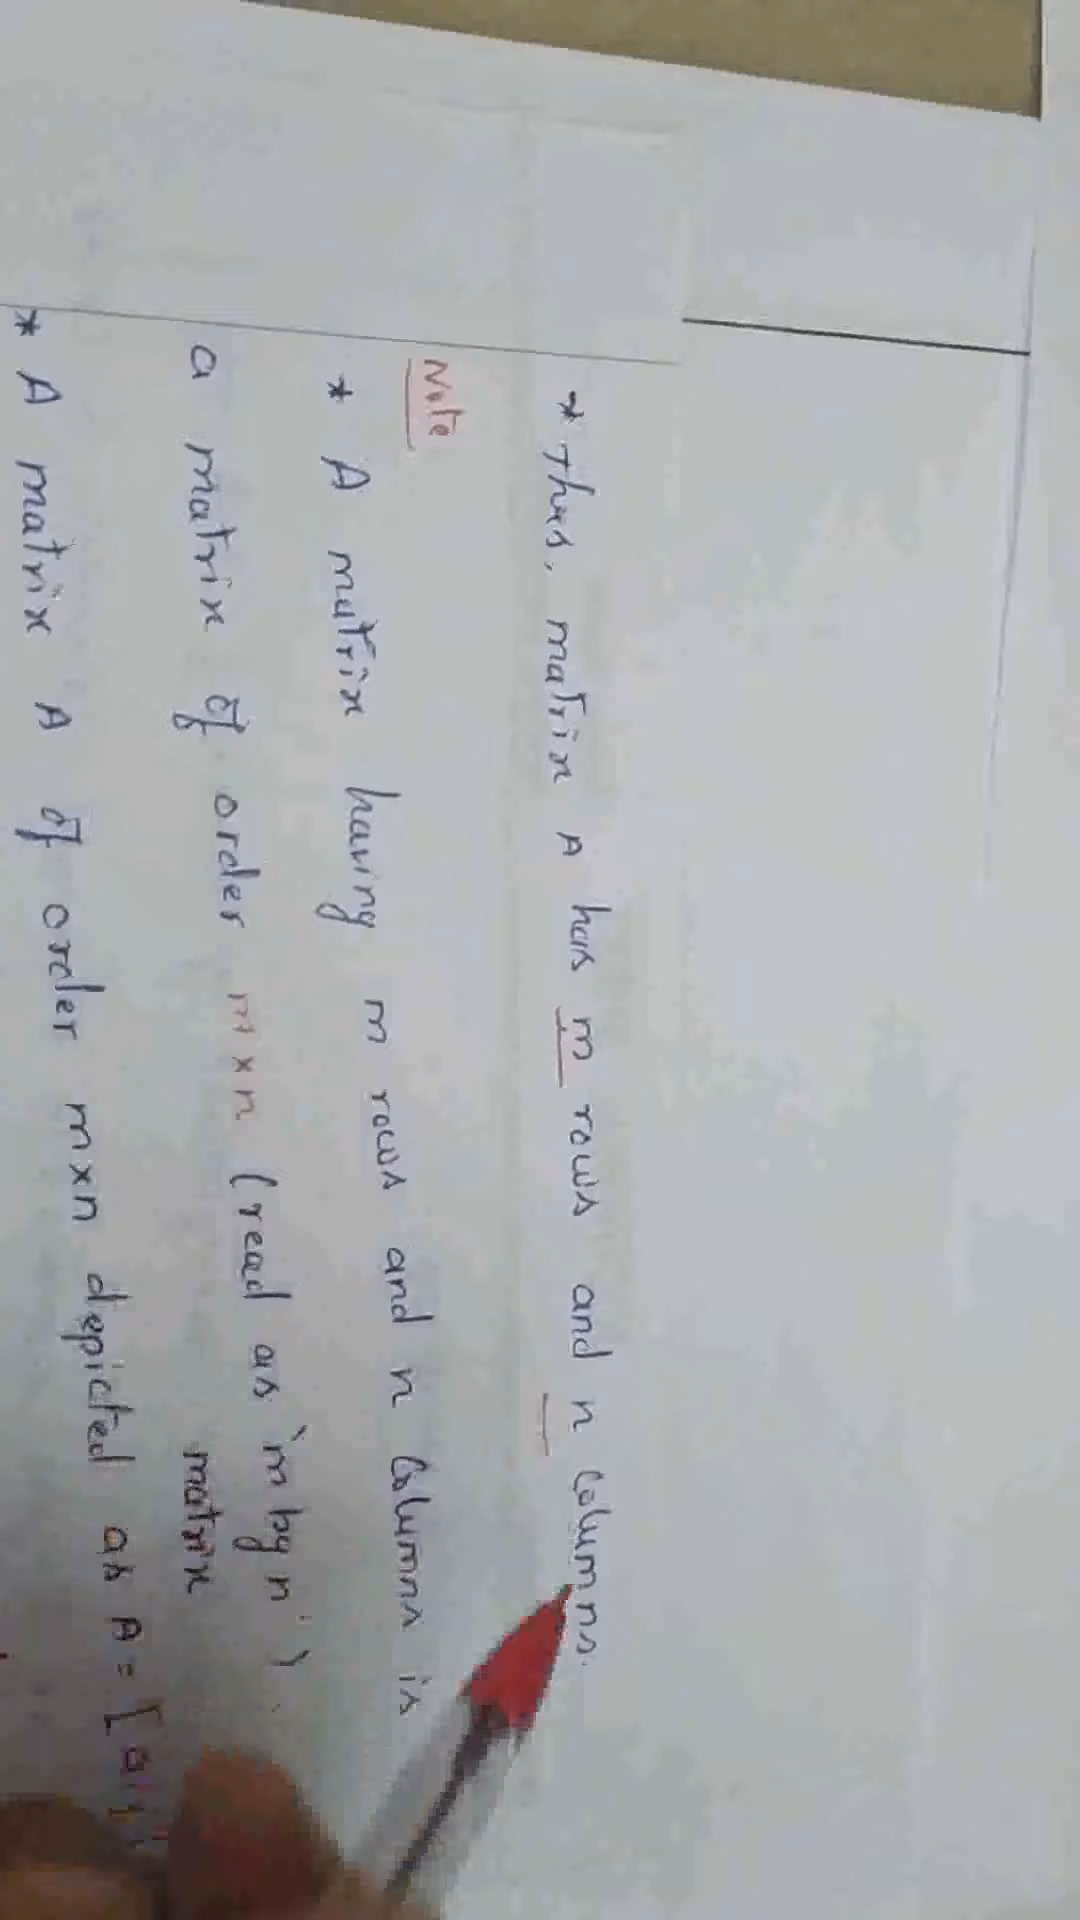 * Thus, matrix A has m rows and n columns.
Note
* A matrix having m rows and n columns is
a matrix of order m×n (read as 'm by n')
matrix
* A matrix A of order m×n depicted as A = [a